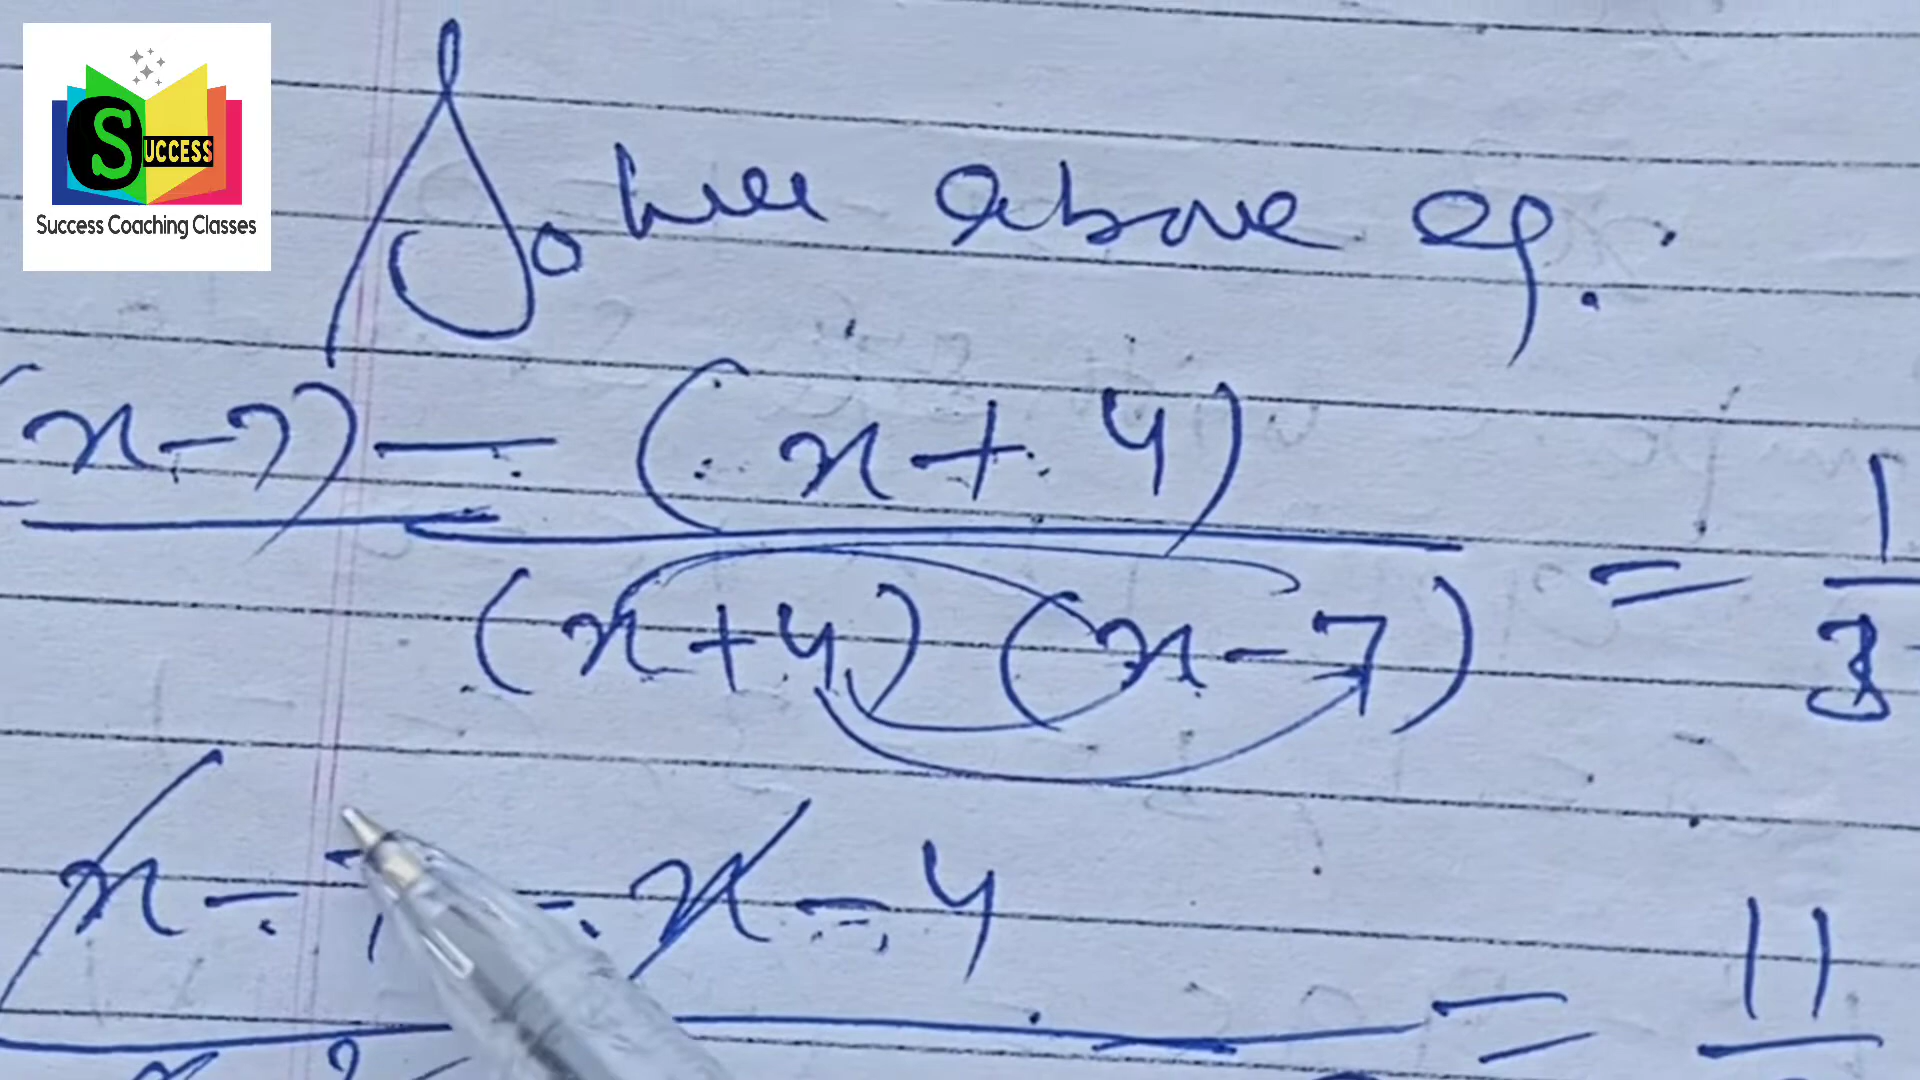 SUCCESS
Success Coaching Classes
Solve above eq.
(x-7) - (x+4)
(x+4) (x-7) = 1
3
x - 7 - x - 4 = 11